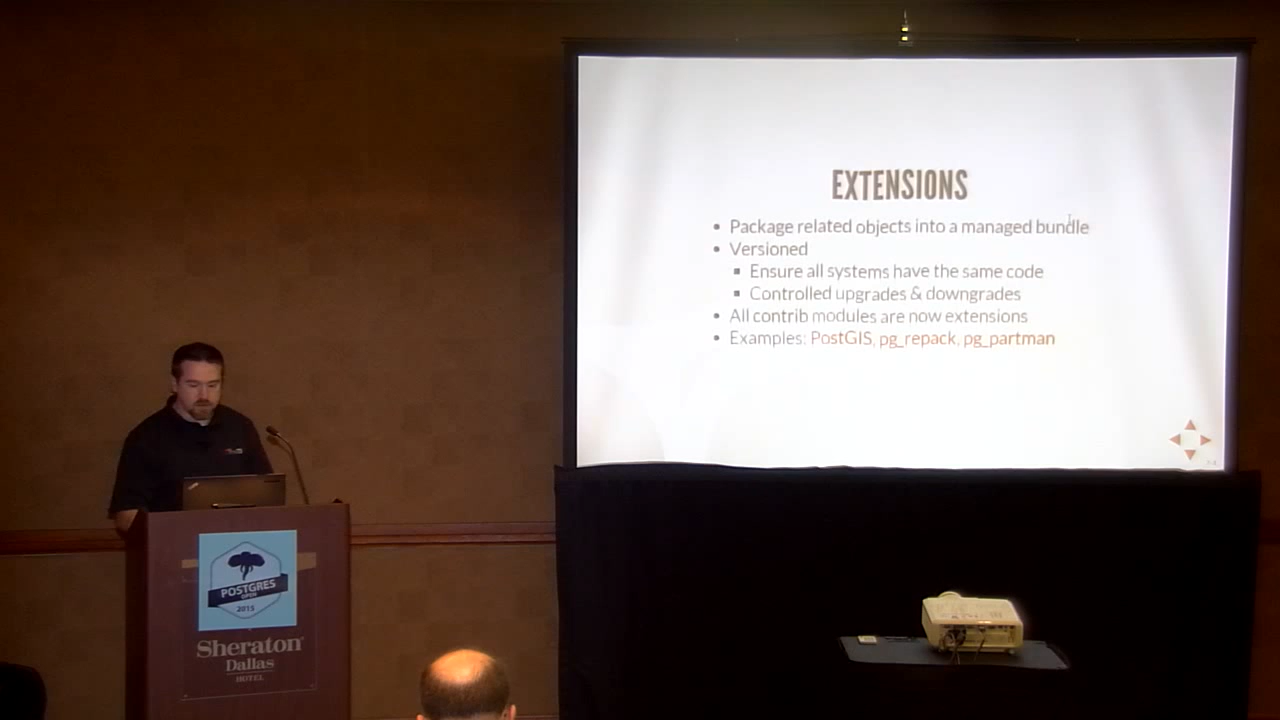 EXTENSIONS
• Package related objects into a managed bundle
• Versioned
▪ Ensure all systems have the same code
▪ Controlled upgrades & downgrades
• All contrib modules are now extensions
• Examples: PostGIS, pg_repack, pg_partman
POSTGRES
OPEN
2015
Sheraton
Dallas
HOTEL